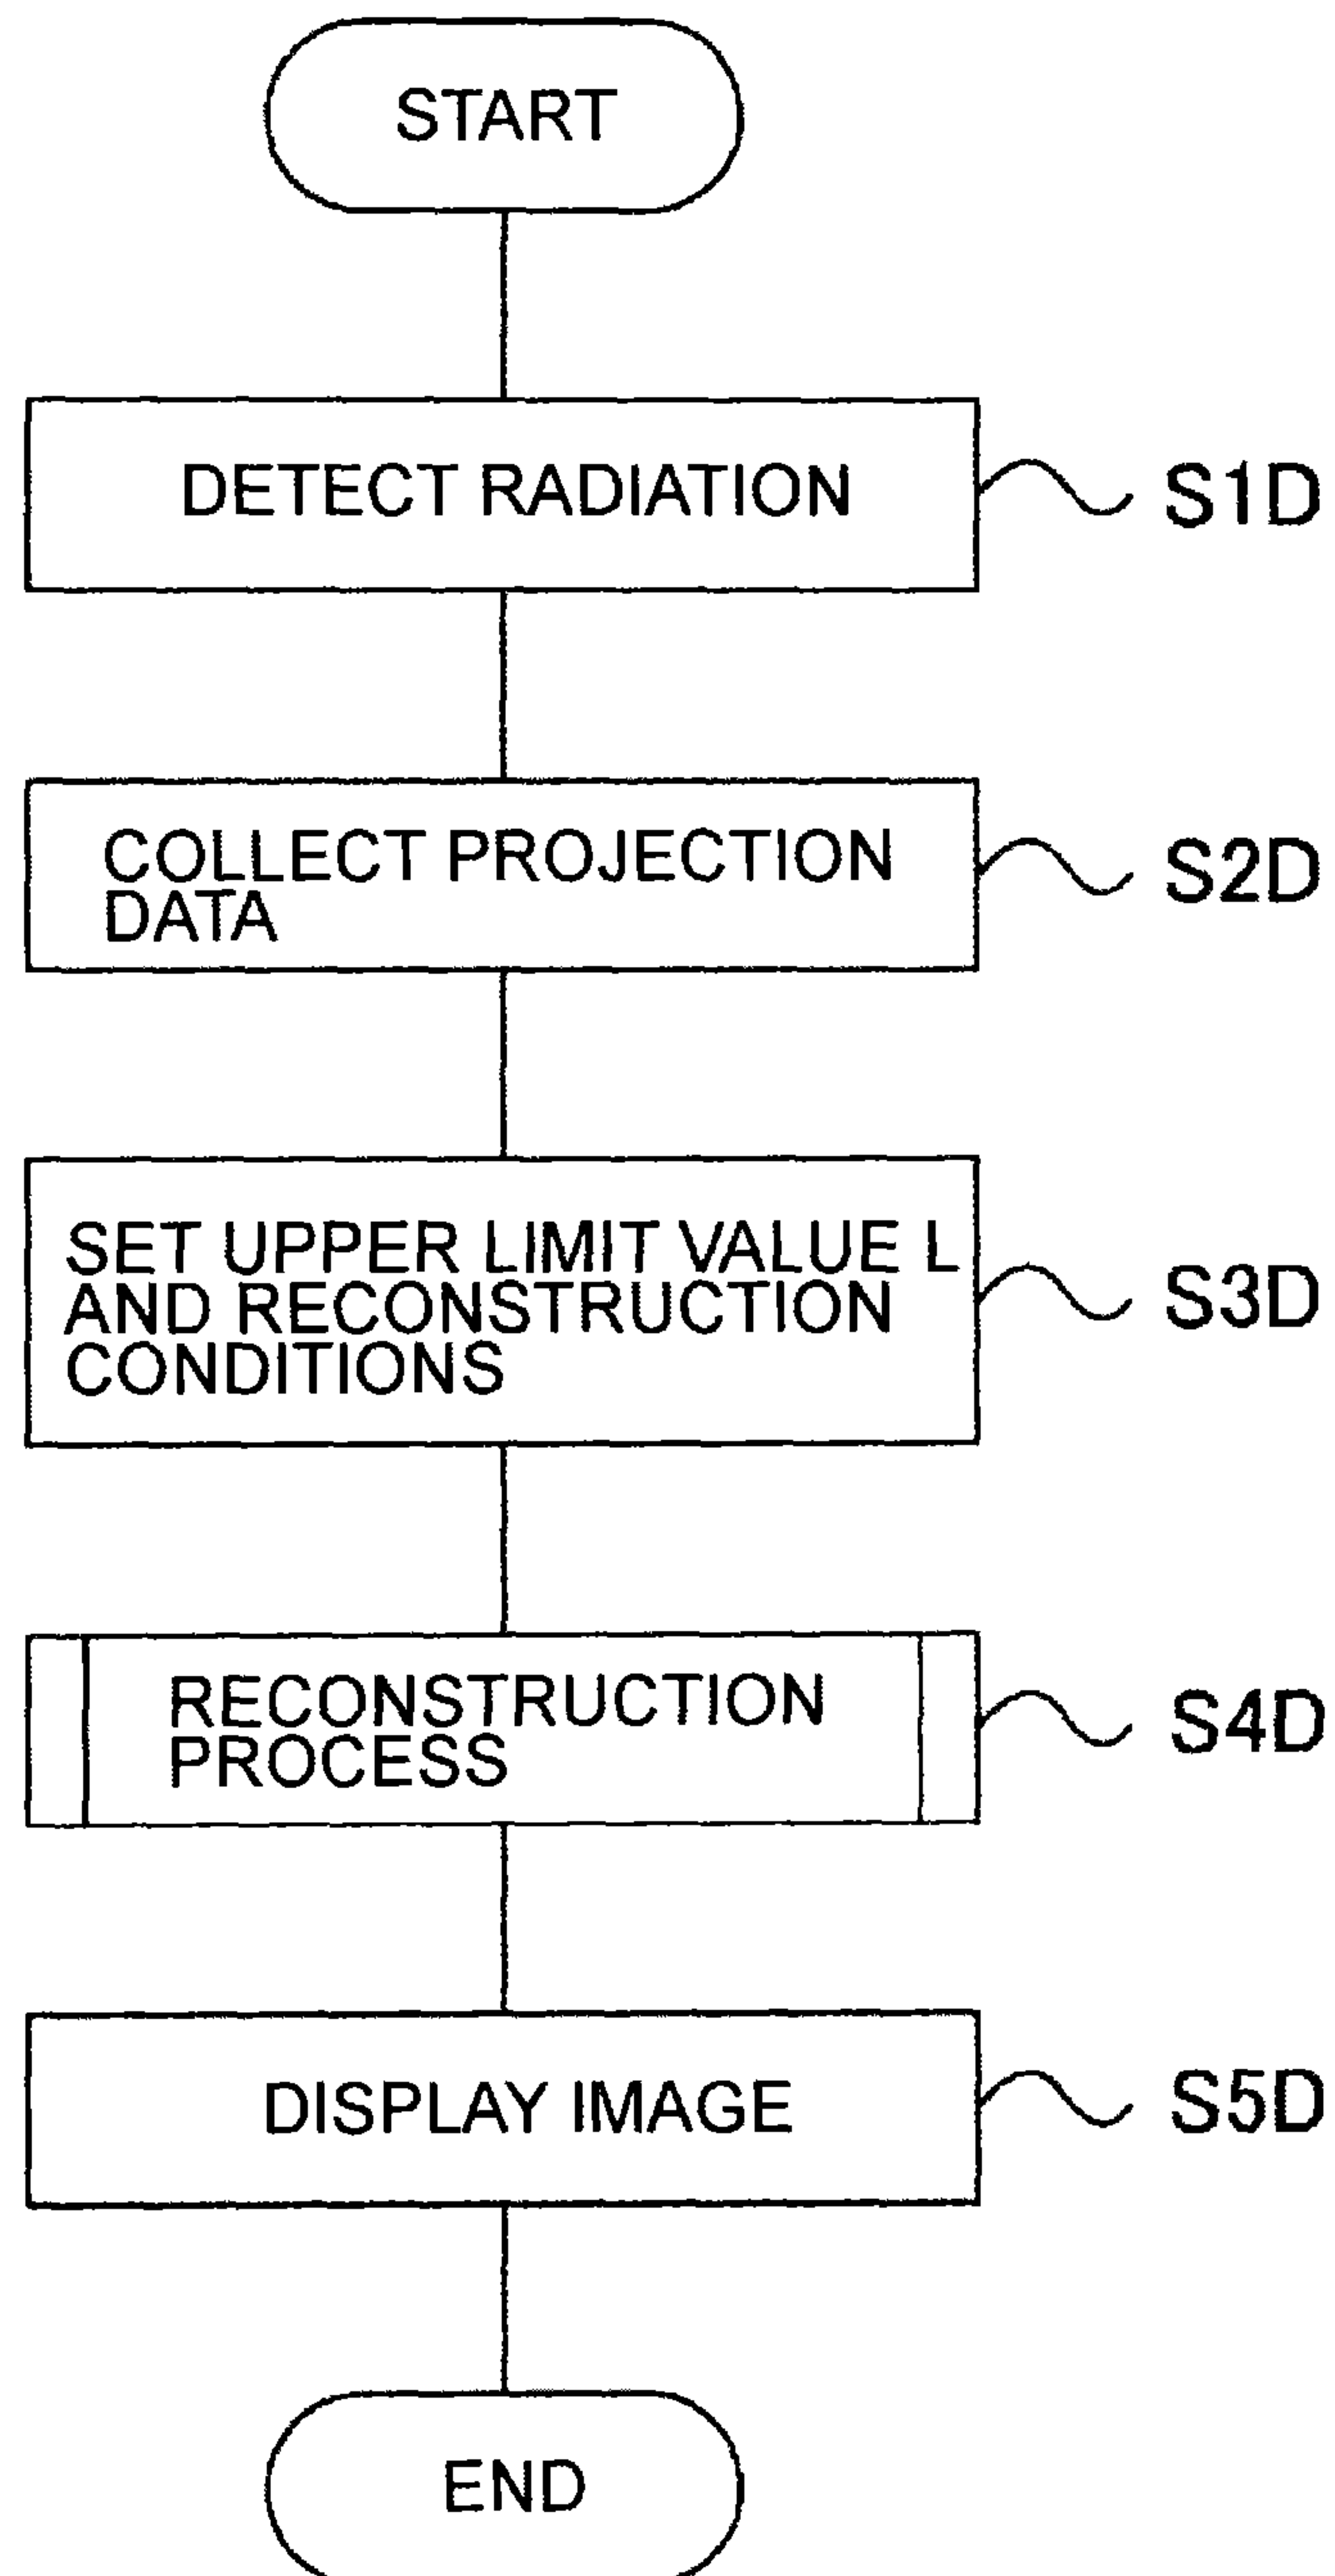 START
DETECT RADIATION
S1D
COLLECT PROJECTION
DATA
S2D
SET UPPER LIMIT VALUE L
AND RECONSTRUCTION
CONDITIONS
S3D
RECONSTRUCTION
PROCESS
S4D
DISPLAY IMAGE
S5D
END